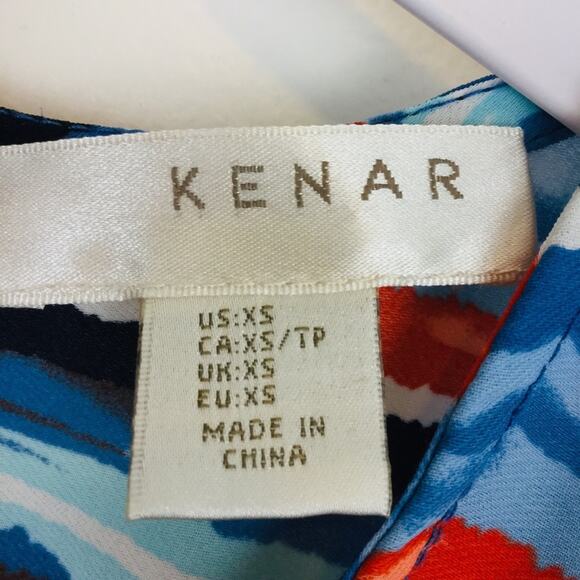 KENAR
US:XS
CA:XS/TP
UK:XS
EU:XS
MADE IN
CHINA